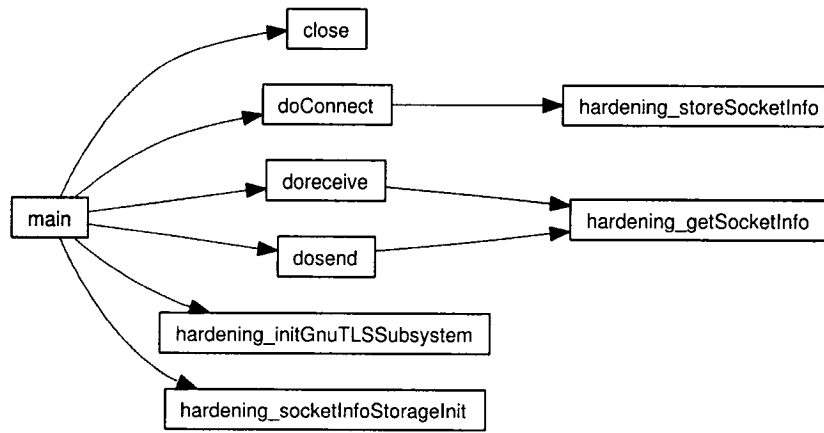 close
doConnect
hardening_storeSocketInfo
doreceive
main
hardening_getSocketInfo
dosend
hardening_initGnuTLSSubsystem
hardening_socketInfoStorageInit